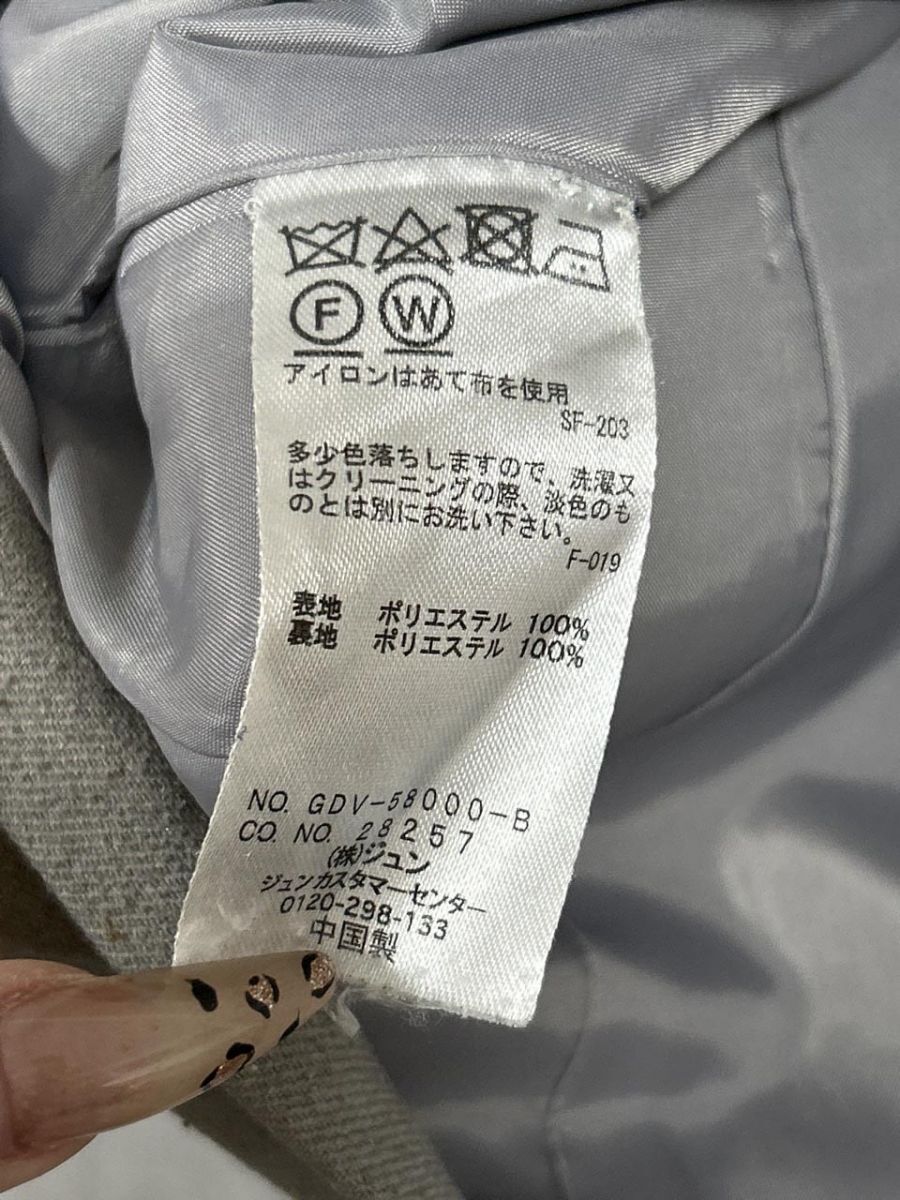 F W
アイロンはあて布を使用
SF-203
多少色落ちしますので、洗濯又
はクリーニングの際、淡色のも
のとは別にお洗い下さい。
F-019
表地 ポリエステル 100%
裏地 ポリエステル 100%
NO. GDV-58000-B
CO. NO. 28257
(株)ジュン
ジュンカスタマーセンター
0120-298-133
中国製